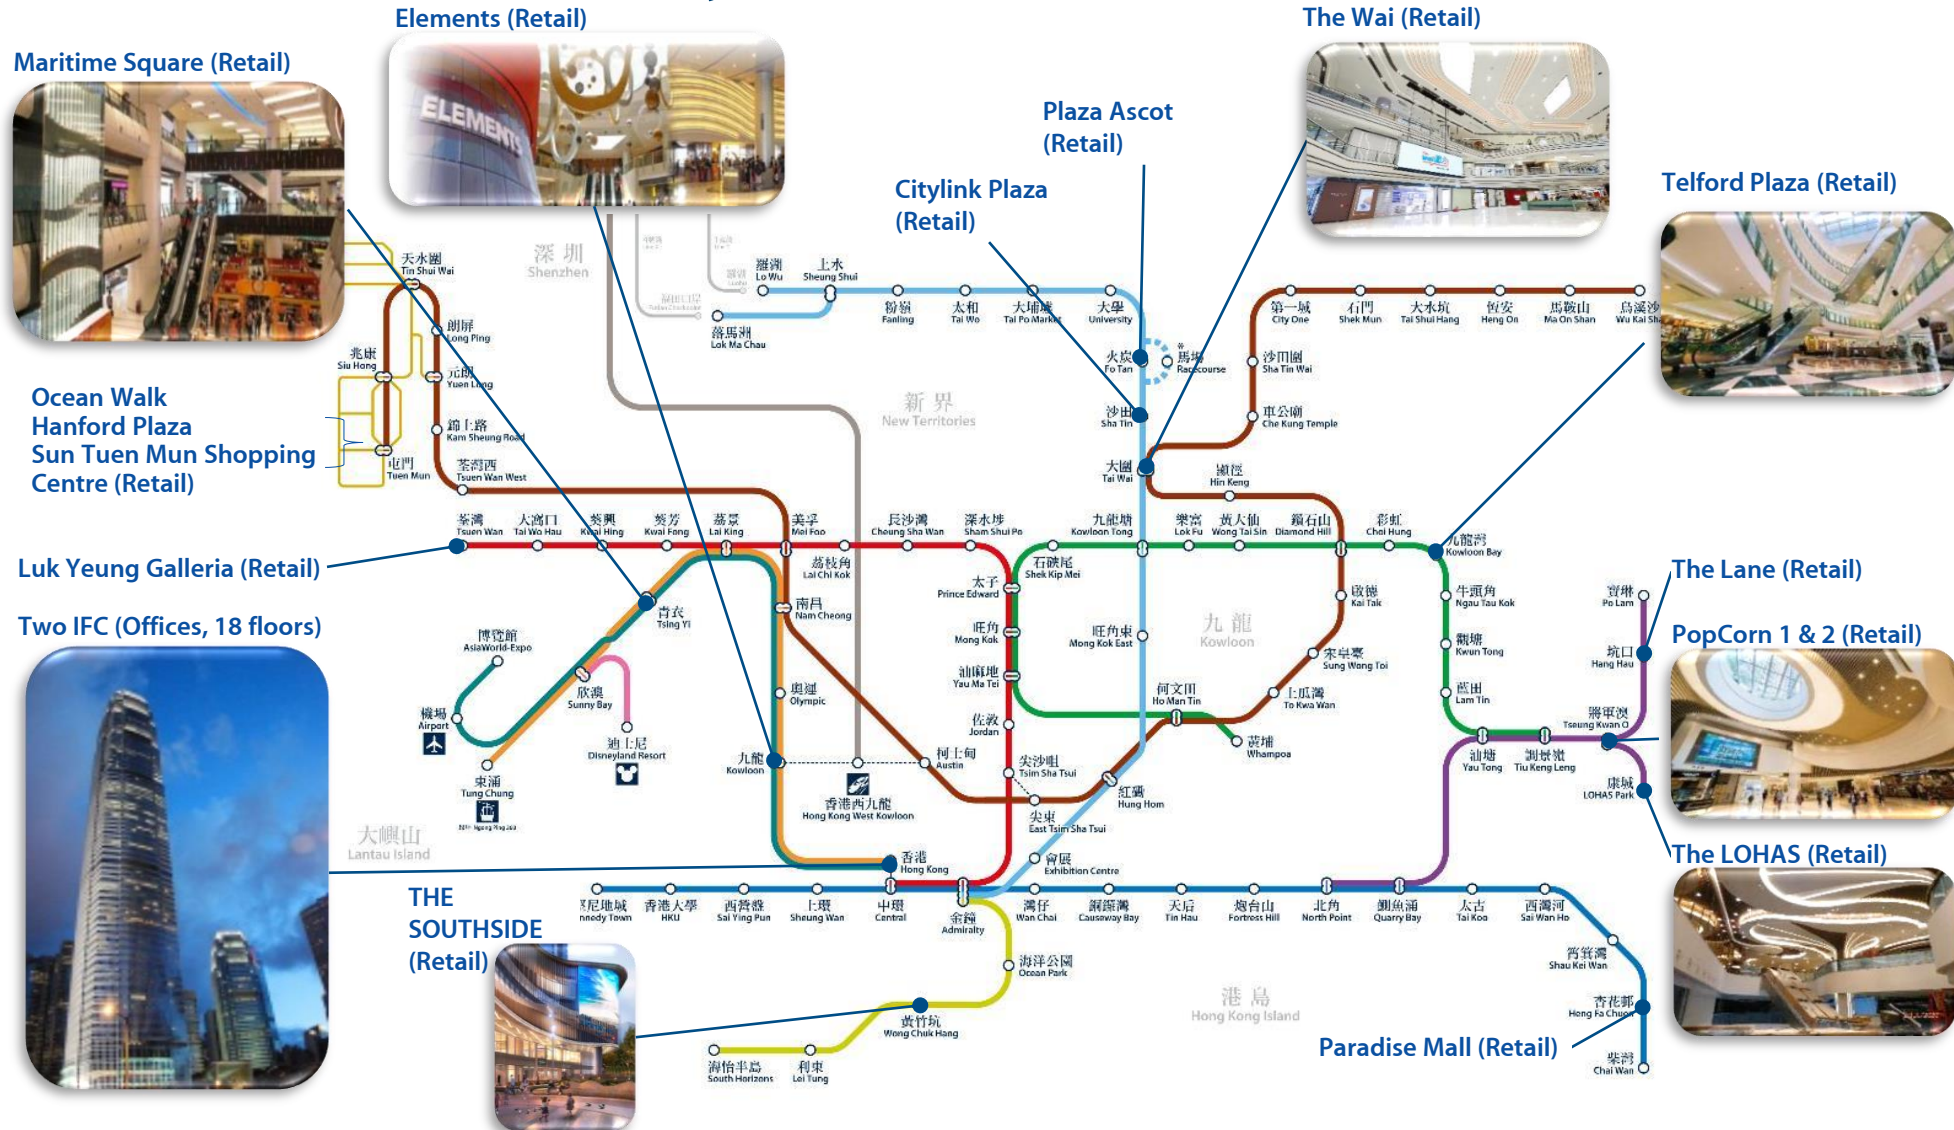 Elements (Retail)
The Wai (Retail)
Maritime Square (Retail)
ELEMENTS
Plaza Ascot
(Retail)
Citylink Plaza
(Retail)
Telford Plaza (Retail)
深圳
Shenzhen
天水圍
Tin Shui Wai
羅湖
Lo Wu
上水
Sheung Shui
落馬洲
Lok Ma Chau
粉嶺
Fanling
太和
Tai Wo
大埔墟
Tai Po Market
大學
University
第一城
City One
石門
Shek Mun
大水坑
Tai Shui Hang
恆安
Heng On
馬鞍山
Ma On Shan
烏溪沙
Wu Kai Sha
朗屏
Long Ping
兆康
Siu Hong
元朗
Yuen Long
火炭
Fo Tan
*
馬場
Racecourse
沙田圍
Sha Tin Wai
Ocean Walk
Hanford Plaza
Sun Tuen Mun Shopping
Centre (Retail)
新界
New Territories
錦上路
Kam Sheung Road
沙田
Sha Tin
車公廟
Che Kung Temple
屯門
Tuen Mun
荃灣西
Tsuen Wan West
大圍
Tai Wai
顯徑
Hin Keng
荃灣
Tsuen Wan
大窩口
Tai Wo Hau
葵興
Kwai Hing
葵芳
Kwai Fong
荔景
Lai King
美孚
Mei Foo
長沙灣
Cheung Sha Wan
深水埗
Sham Shui Po
九龍塘
Kowloon Tong
樂富
Lok Fu
黃大仙
Wong Tai Sin
鑽石山
Diamond Hill
彩虹
Choi Hung
九龍灣
Kowloon Bay
Luk Yeung Galleria (Retail)
荔枝角
Lai Chi Kok
石硤尾
Shek Kip Mei
太子
Prince Edward
啟德
Kai Tak
牛頭角
Ngau Tau Kok
寶琳
Po Lam
The Lane (Retail)
Two IFC (Offices, 18 floors)
青衣
Tsing Yi
南昌
Nam Cheong
博覽館
AsiaWorld-Expo
旺角
Mong Kok
旺角東
Mong Kok East
九龍
Kowloon
宋皇臺
Sung Wong Toi
觀塘
Kwun Tong
坑口
Hang Hau
PopCorn 1 & 2 (Retail)
欣澳
Sunny Bay
奧運
Olympic
油麻地
Yau Ma Tei
何文田
Ho Man Tin
土瓜灣
To Kwa Wan
藍田
Lam Tin
機場
Airport
迪士尼
Disneyland Resort
佐敦
Jordan
黃埔
Whampoa
將軍澳
Tseung Kwan O
東涌
Tung Chung
九龍
Kowloon
柯士甸
Austin
尖沙咀
Tsim Sha Tsui
油塘
Yau Tong
調景嶺
Tiu Keng Leng
康城
LOHAS Park
香港西九龍
Hong Kong West Kowloon
紅磡
Hung Hom
尖東
East Tsim Sha Tsui
大嶼山
Lantau Island
香港
Hong Kong
會展
Exhibition Centre
The LOHAS (Retail)
THE
SOUTHSIDE
(Retail)
堅尼地城
nnedy Town
香港大學
HKU
西營盤
Sai Ying Pun
上環
Sheung Wan
中環
Central
金鐘
Admiralty
灣仔
Wan Chai
銅鑼灣
Causeway Bay
天后
Tin Hau
炮台山
Fortress Hill
北角
North Point
鰂魚涌
Quarry Bay
太古
Tai Koo
西灣河
Sai Wan Ho
海洋公園
Ocean Park
筲箕灣
Shau Kei Wan
港島
Hong Kong Island
杏花邨
Heng Fa Chuen
黃竹坑
Wong Chuk Hang
Paradise Mall (Retail)
海怡半島
South Horizons
利東
Lei Tung
柴灣
Chai Wan